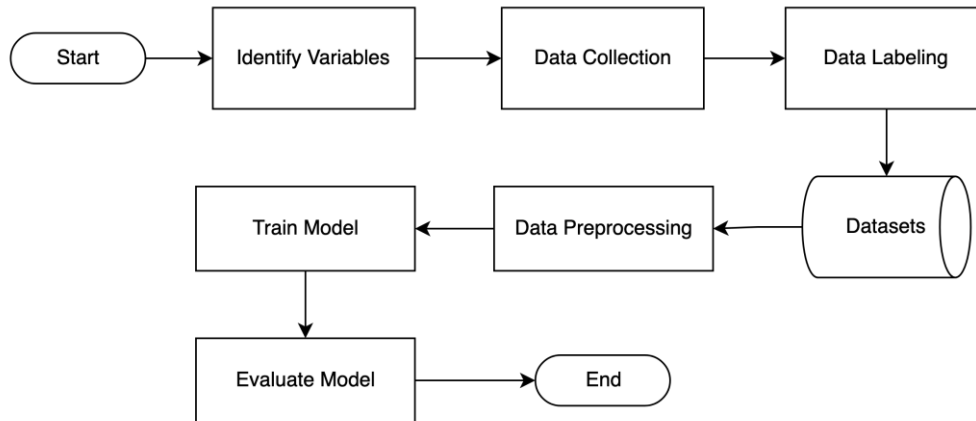 Start
Identify Variables
Data Collection
Data Labeling
Datasets
Data Preprocessing
Train Model
Evaluate Model
End